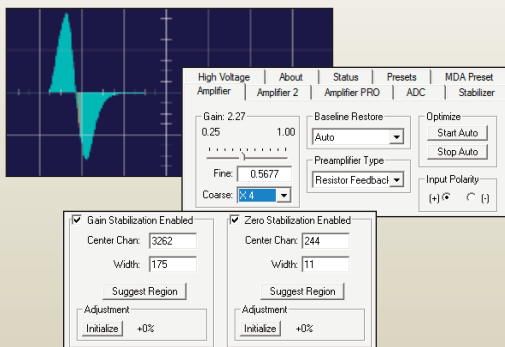 High Voltage About Status Presets MDA Preset
Amplifier Amplifier 2 Amplifier PRO ADC Stabilizer
Gain: 2.27
0.25 1.00
Fine: 0.5677
Coarse: X 4
Baseline Restore
Auto
Preamplifier Type
Resistor Feedback
Optimize
Start Auto
Stop Auto
Input Polarity
(+) (-)
Gain Stabilization Enabled
Center Chan: 3262
Width: 175
Suggest Region
Adjustment
Initialize +0%
Zero Stabilization Enabled
Center Chan: 244
Width: 11
Suggest Region
Adjustment
Initialize +0%